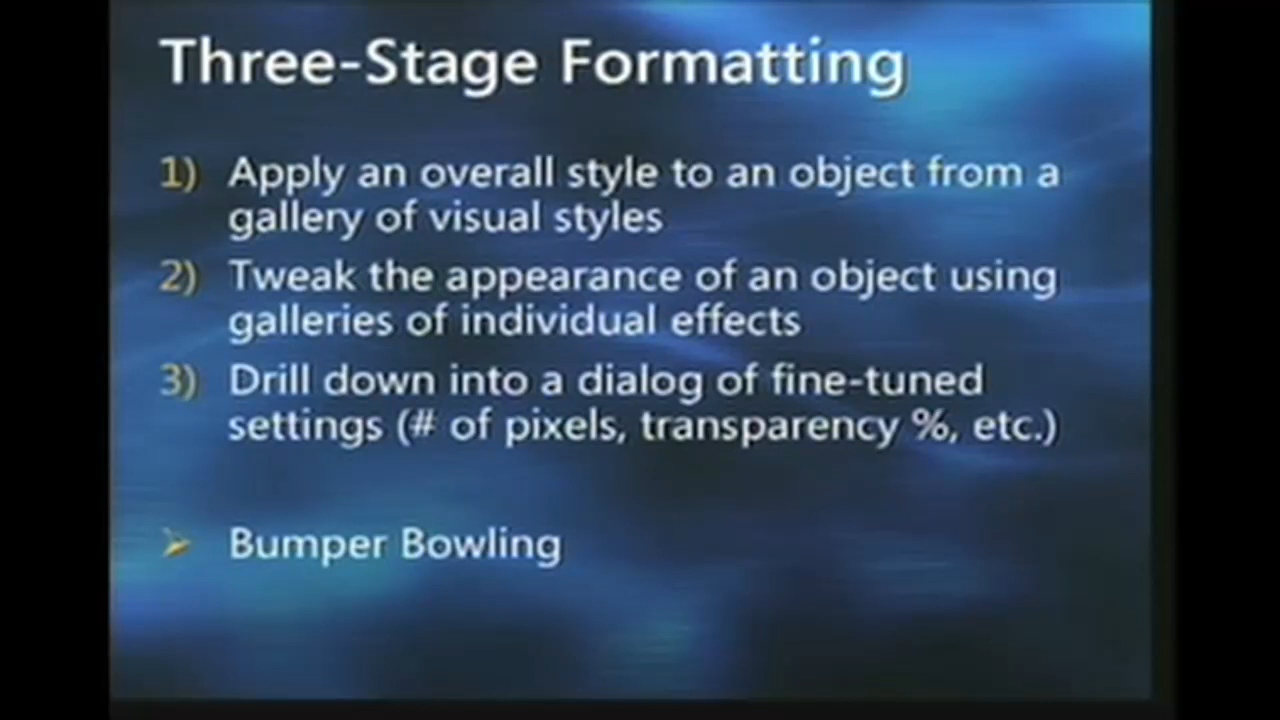 Three-Stage Formatting
1) Apply an overall style to an object from a
gallery of visual styles
2) Tweak the appearance of an object using
galleries of individual effects
3) Drill down into a dialog of fine-tuned
settings (# of pixels, transparency %, etc.)
Bumper Bowling